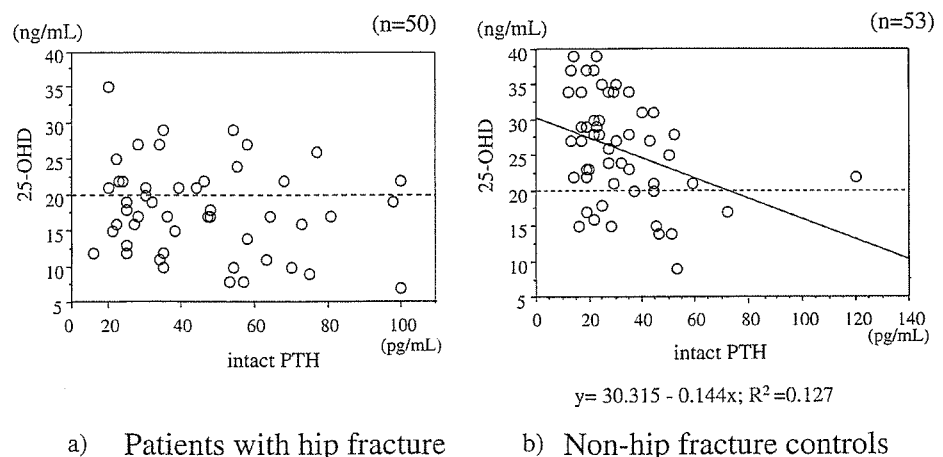 (ng/mL) (n=50)
40
35
30
25
20
15
10
5
25-OHD
0 20 40 60 80 100
(pg/mL)
intact PTH
a) Patients with hip fracture
(ng/mL) (n=53)
40
35
30
25
20
15
10
5
25-OHD
0 20 40 60 80 100 120 140
(pg/mL)
intact PTH
y= 30.315 - 0.144x; R²=0.127
b) Non-hip fracture controls